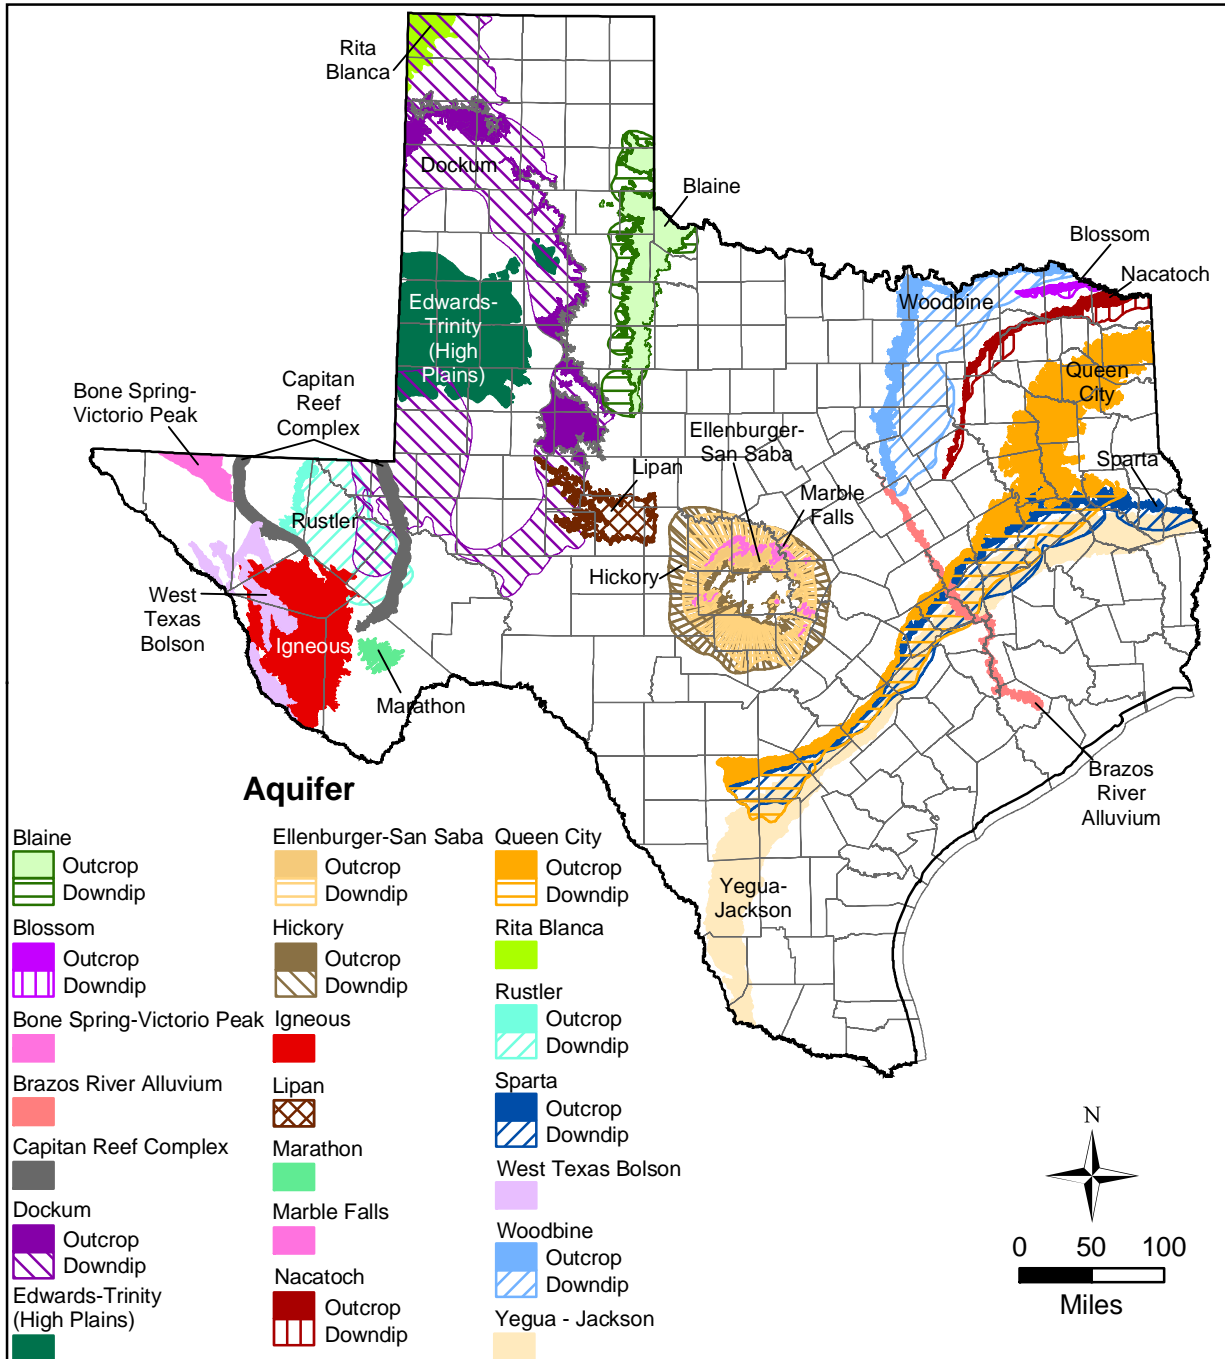 Rita
Blanca
Dockum
Blaine
Blossom
Nacatoch
Woodbine
Edwards-
Trinity
(High
Plains)
Queen
City
Bone Spring-
Victorio Peak
Capitan
Reef
Complex
Ellenburger-
San Saba
Lipan
Marble
Falls
Sparta
Rustler
Hickory
West
Texas
Bolson
Igneous
Marathon
Brazos
River
Alluvium
Yegua-
Jackson
Aquifer
Blaine
Outcrop
Downdip
Blossom
Outcrop
Downdip
Bone Spring-Victorio Peak
Brazos River Alluvium
Capitan Reef Complex
Dockum
Outcrop
Downdip
Edwards-Trinity
(High Plains)
Ellenburger-San Saba
Outcrop
Downdip
Hickory
Outcrop
Downdip
Igneous
Lipan
Marathon
Marble Falls
Nacatoch
Outcrop
Downdip
Queen City
Outcrop
Downdip
Rita Blanca
Rustler
Outcrop
Downdip
Sparta
Outcrop
Downdip
West Texas Bolson
Woodbine
Outcrop
Downdip
Yegua - Jackson
N
0 50 100
Miles